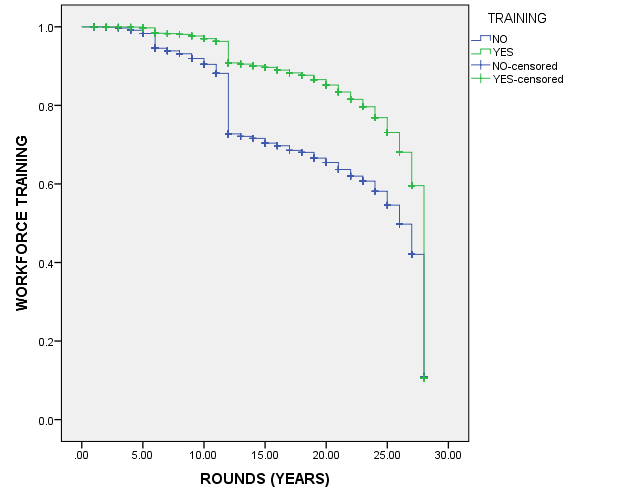 TRAINING
NO
YES
NO-censored
YES-censored
WORKFORCE TRAINING
1.0
0.8
0.6
0.4
0.2
0.0
.00 5.00 10.00 15.00 20.00 25.00 30.00
ROUNDS (YEARS)